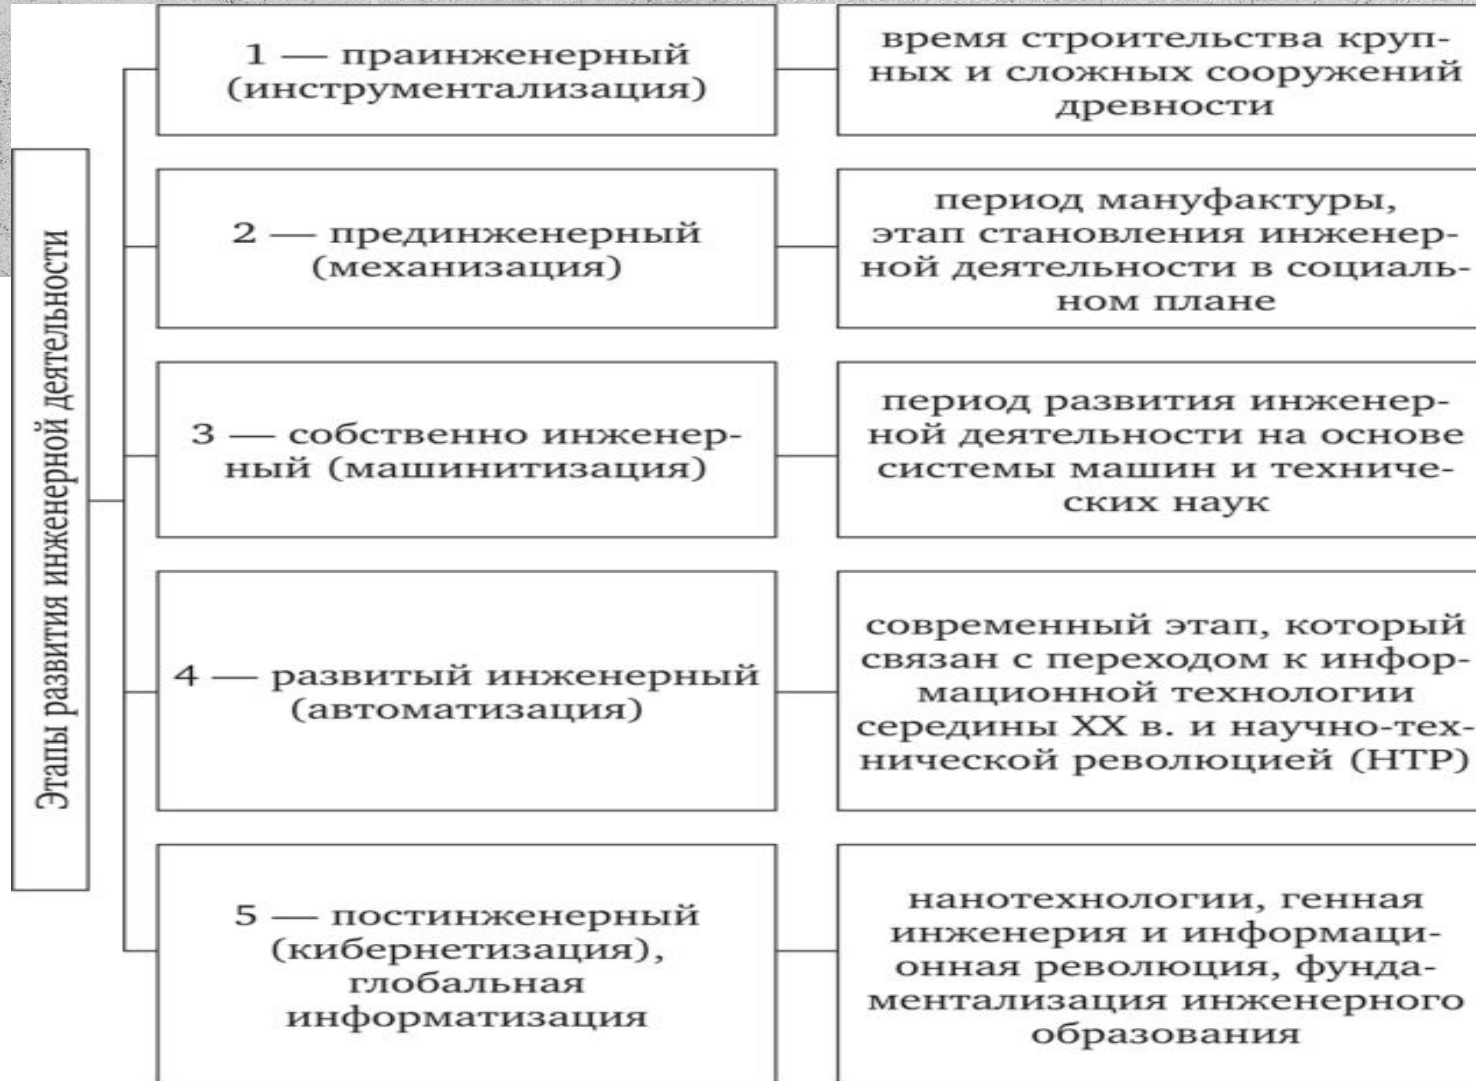 Этапы развития инженерной деятельности
1 — праинженерный
(инструментализация)
время строительства круп-
ных и сложных сооружений
древности
2 — прединженерный
(механизация)
период мануфактуры,
этап становления инженер-
ной деятельности в социаль-
ном плане
3 — собственно инженер-
ный (машинитизация)
период развития инженер-
ной деятельности на основе
системы машин и техниче-
ских наук
4 — развитый инженерный
(автоматизация)
современный этап, который
связан с переходом к инфор-
мационной технологии
середины XX в. и научно-тех-
нической революцией (НТР)
5 — постинженерный
(кибернетизация),
глобальная
информатизация
нанотехнологии, генная
инженерия и информаци-
онная революция, фунда-
ментализация инженерного
образования